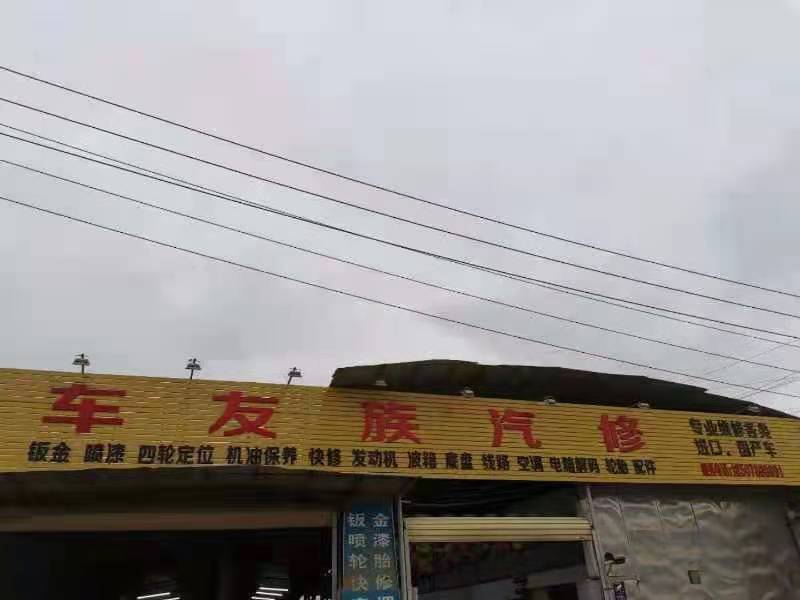 车友族汽修
钣金 喷漆 四轮定位 机油保养 快修 发动机 波箱 底盘 线路 空调 电脑解码 轮胎 配件
专业维修各类
进口、国产车
钣金
喷漆
轮胎
快修